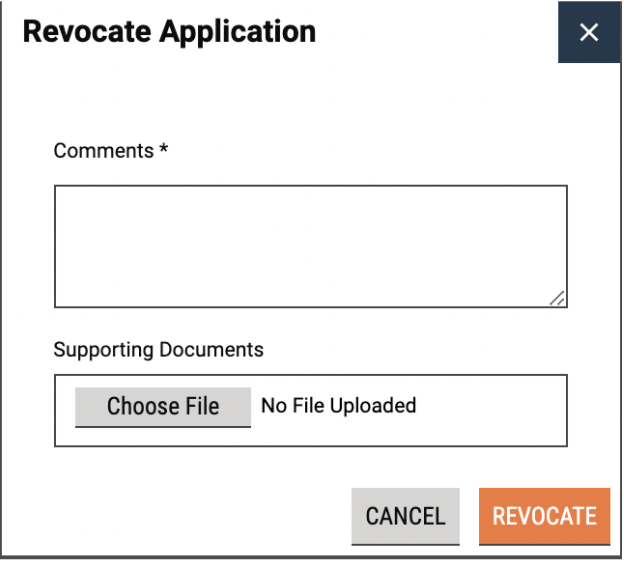 Revocate Application
Comments *
Supporting Documents
Choose File No File Uploaded
CANCEL REVOCATE